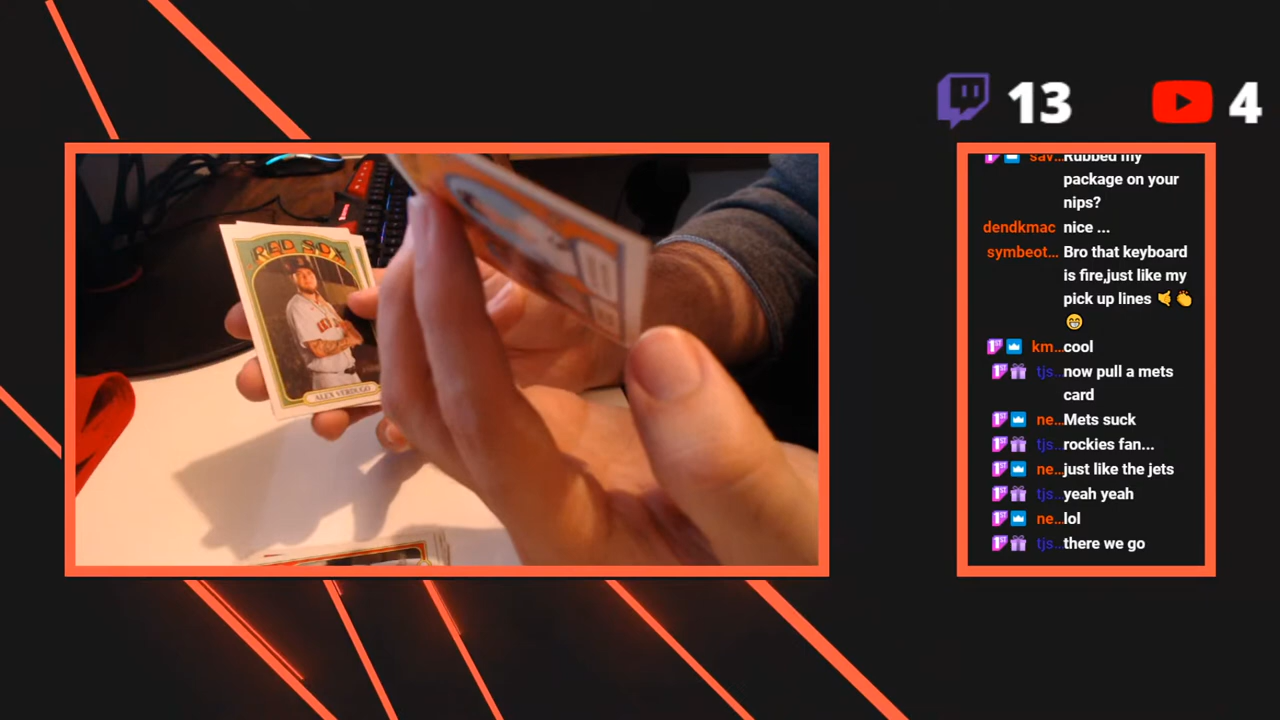 13
4
sav…Rubbed my
package on your
nips?
dendkmac nice ...
symbeot… Bro that keyboard
is fire,just like my
pick up lines 🤙👏
😁
km…cool
tjs…now pull a mets
card
ne…Mets suck
tjs…rockies fan...
ne…just like the jets
tjs…yeah yeah
ne…lol
tjs…there we go
RED SOX
ALEX VERDUGO